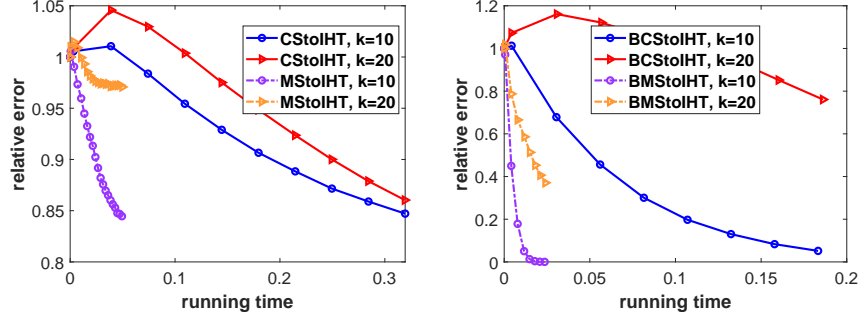 1.05
1
0.95
0.9
0.85
0.8
relative error
0
0.1
0.2
0.3
running time
CStoIHT, k=10
CStoIHT, k=20
MStoIHT, k=10
MStoIHT, k=20
1.2
1
0.8
0.6
0.4
0.2
0
relative error
0
0.05
0.1
0.15
0.2
running time
BCStoIHT, k=10
BCStoIHT, k=20
BMStoIHT, k=10
BMStoIHT, k=20